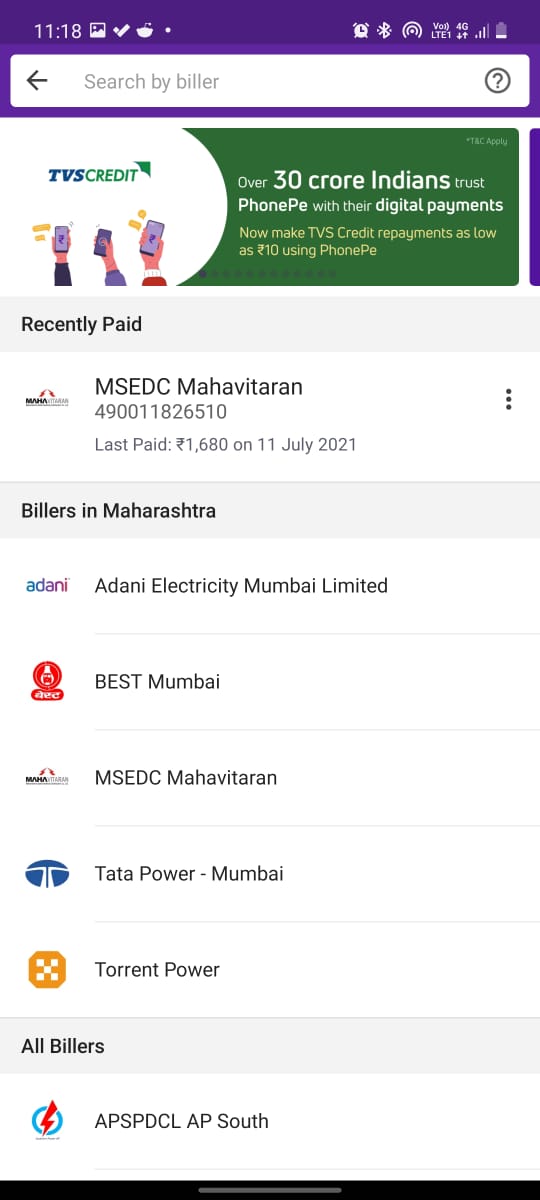 11:18
Vo)) 4G
LTE1
Search by biller
*T&C Apply
TVSCREDIT
Over 30 crore Indians trust
PhonePe with their digital payments
Now make TVS Credit repayments as low
as ₹10 using PhonePe
Recently Paid
MSEDC Mahavitaran
MAHAVITARAN
490011826510
Last Paid: ₹1,680 on 11 July 2021
Billers in Maharashtra
adani
Adani Electricity Mumbai Limited
बेस्ट
BEST Mumbai
MAHAVITARAN
MSEDC Mahavitaran
Tata Power - Mumbai
Torrent Power
All Billers
APSPDCL AP South